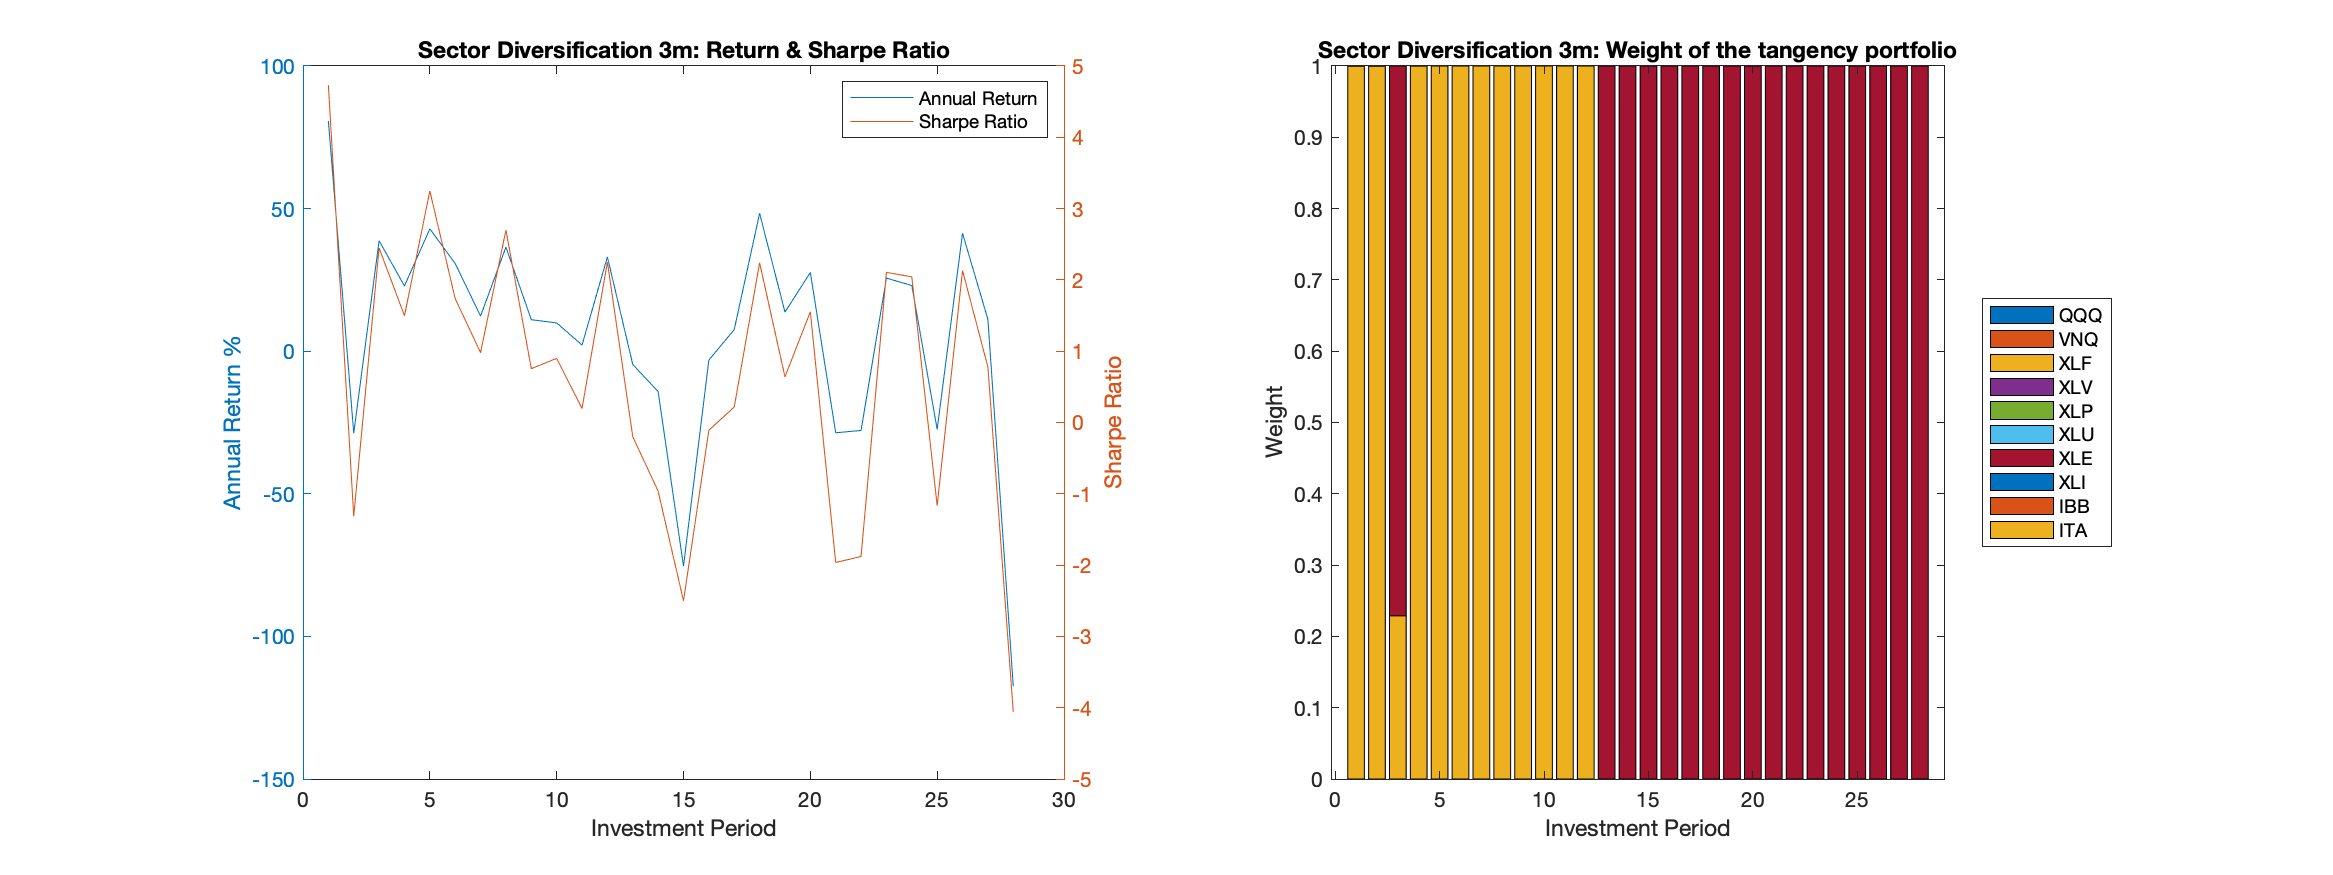 Sector Diversification 3m: Return & Sharpe Ratio
100
50
0
-50
-100
-150
Annual Return %
5
4
3
2
1
0
-1
-2
-3
-4
-5
Sharpe Ratio
Annual Return
Sharpe Ratio
0 5 10 15 20 25 30
Investment Period
Sector Diversification 3m: Weight of the tangency portfolio
1
0.9
0.8
0.7
0.6
0.5
0.4
0.3
0.2
0.1
0
Weight
0 5 10 15 20 25
Investment Period
QQQ
VNQ
XLF
XLV
XLP
XLU
XLE
XLI
IBB
ITA